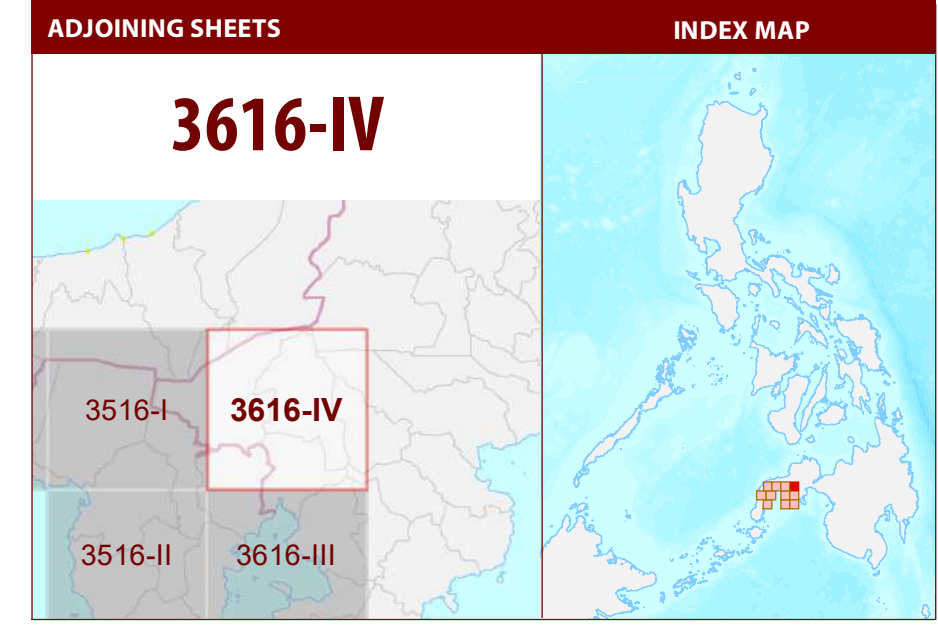 ADJOINING SHEETS
INDEX MAP
3616-IV
3516-I
3616-IV
3516-II
3616-III